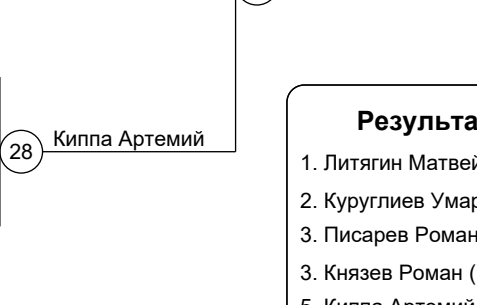 28
Киппа Артемий
Результа
1. Литягин Матвей
2. Куруглиев Умар
3. Писарев Роман
3. Князев Роман (
5. Киппа Артемий